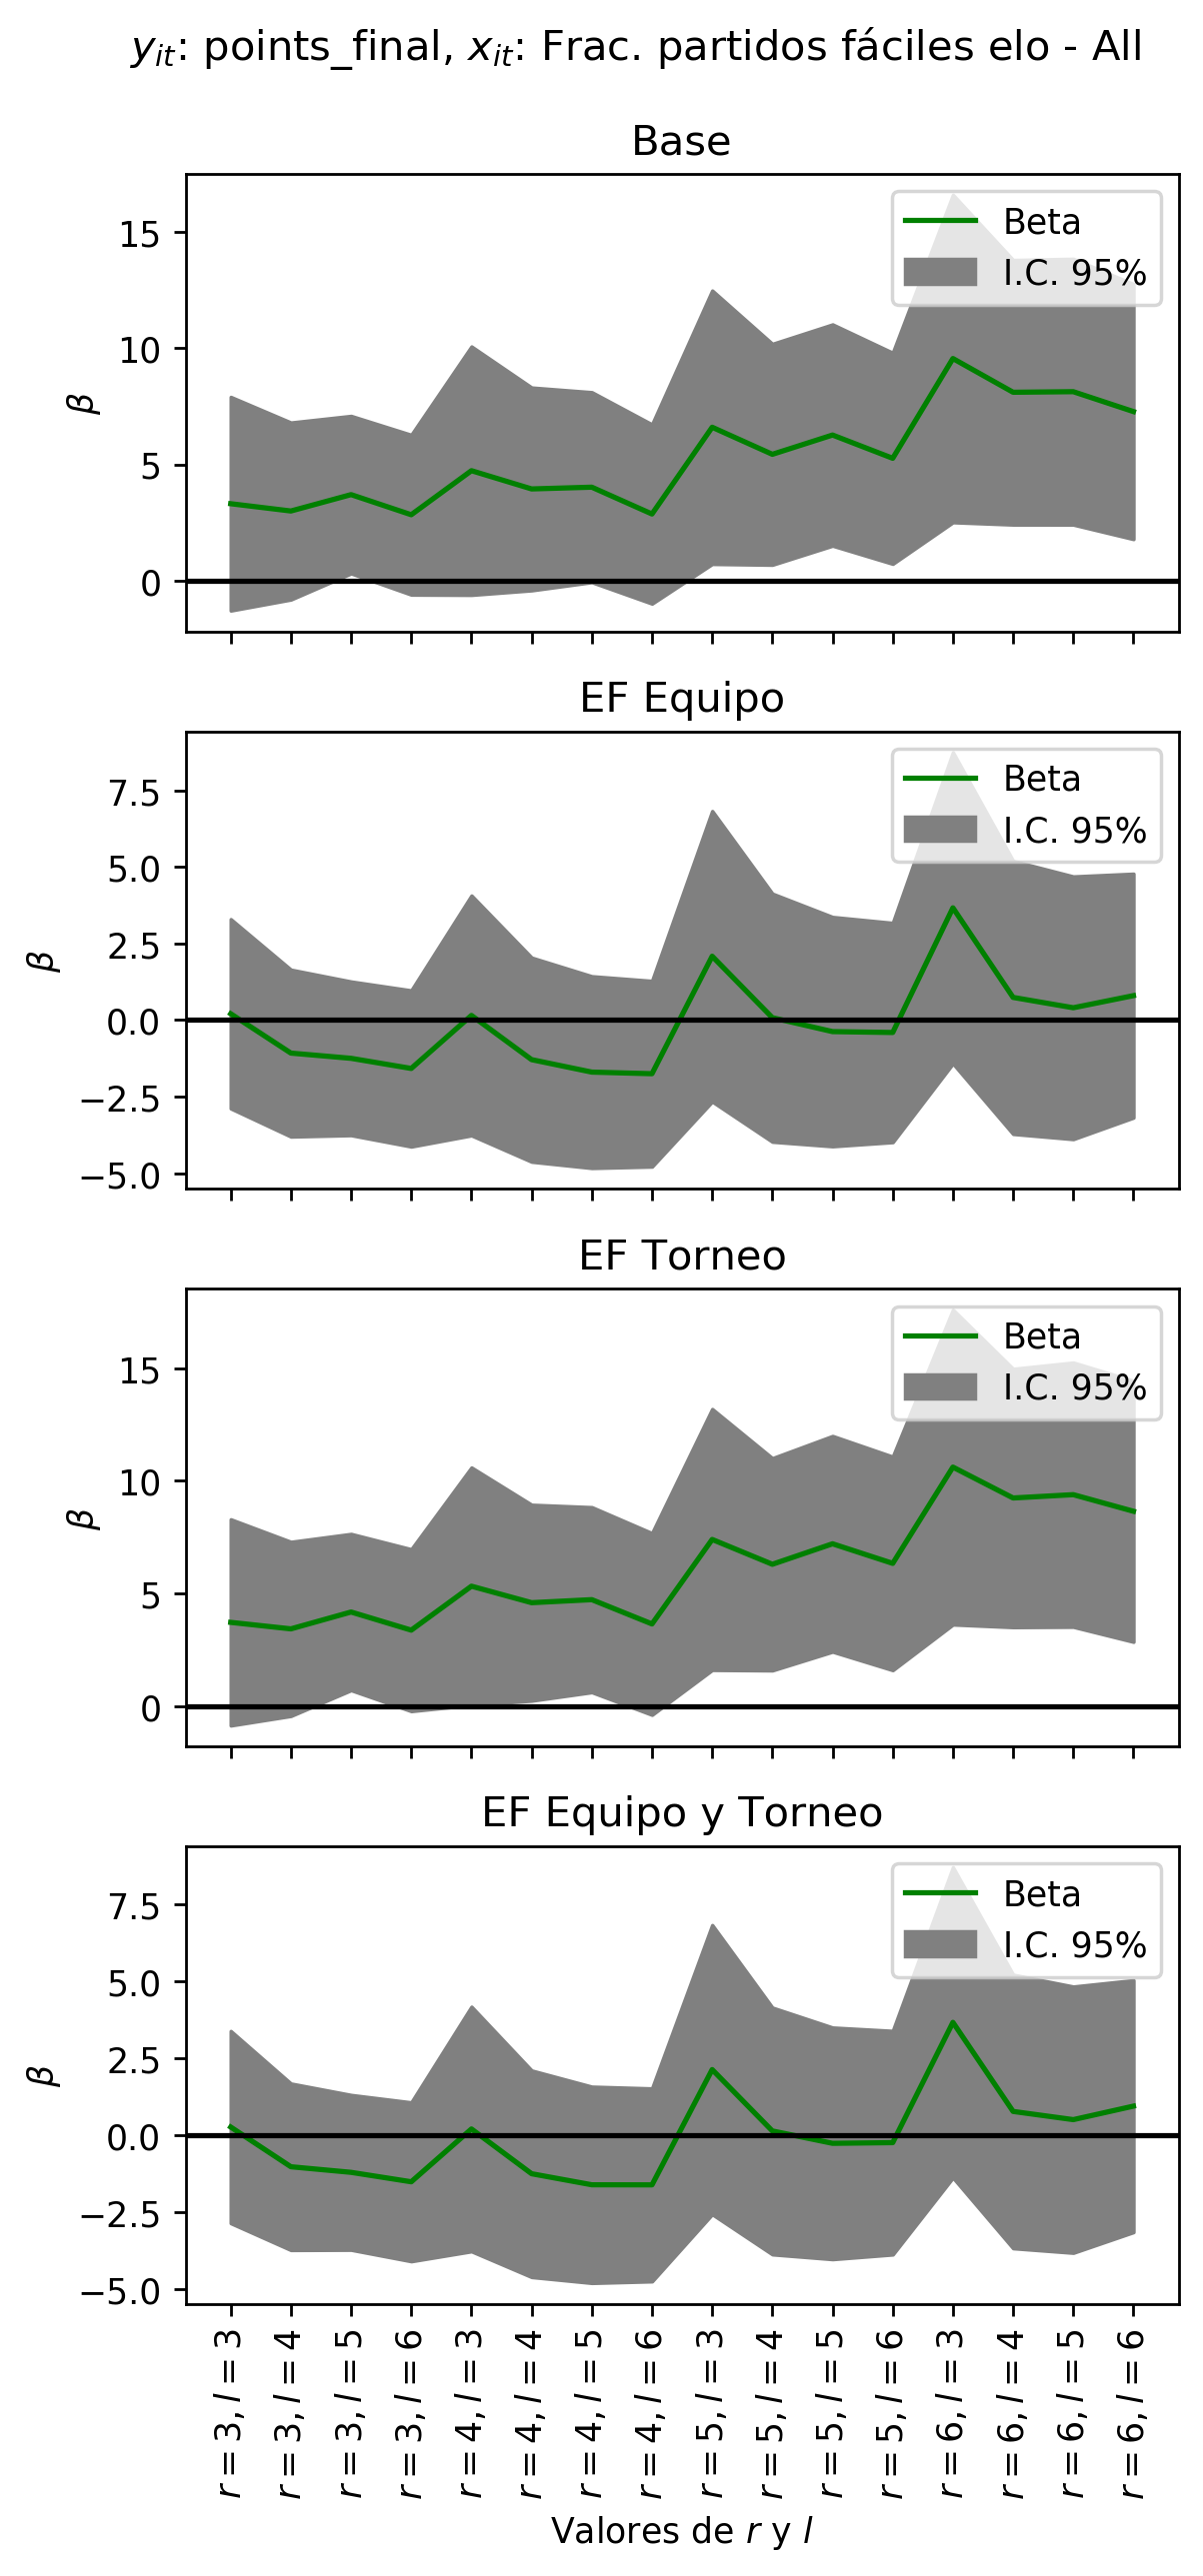 y_it: points_final, x_it: Frac. partidos fáciles elo - All
Base
Beta
I.C. 95%
15
10
5
0
β
EF Equipo
Beta
I.C. 95%
7.5
5.0
2.5
0.0
−2.5
−5.0
β
EF Torneo
Beta
I.C. 95%
15
10
5
0
β
EF Equipo y Torneo
Beta
I.C. 95%
7.5
5.0
2.5
0.0
−2.5
−5.0
β
r = 3, l = 3
r = 3, l = 4
r = 3, l = 5
r = 3, l = 6
r = 4, l = 3
r = 4, l = 4
r = 4, l = 5
r = 4, l = 6
r = 5, l = 3
r = 5, l = 4
r = 5, l = 5
r = 5, l = 6
r = 6, l = 3
r = 6, l = 4
r = 6, l = 5
r = 6, l = 6
Valores de r y l